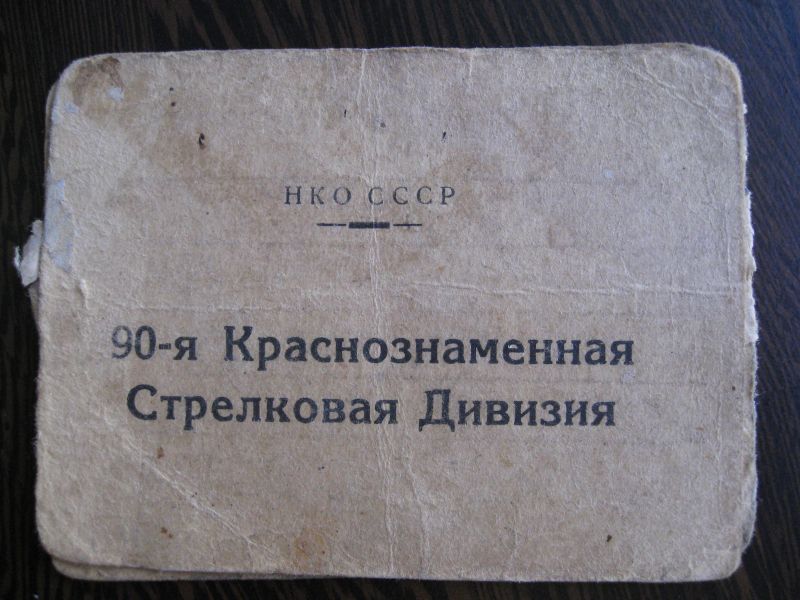 НКО СССР
90-я Краснознаменная
Стрелковая Дивизия